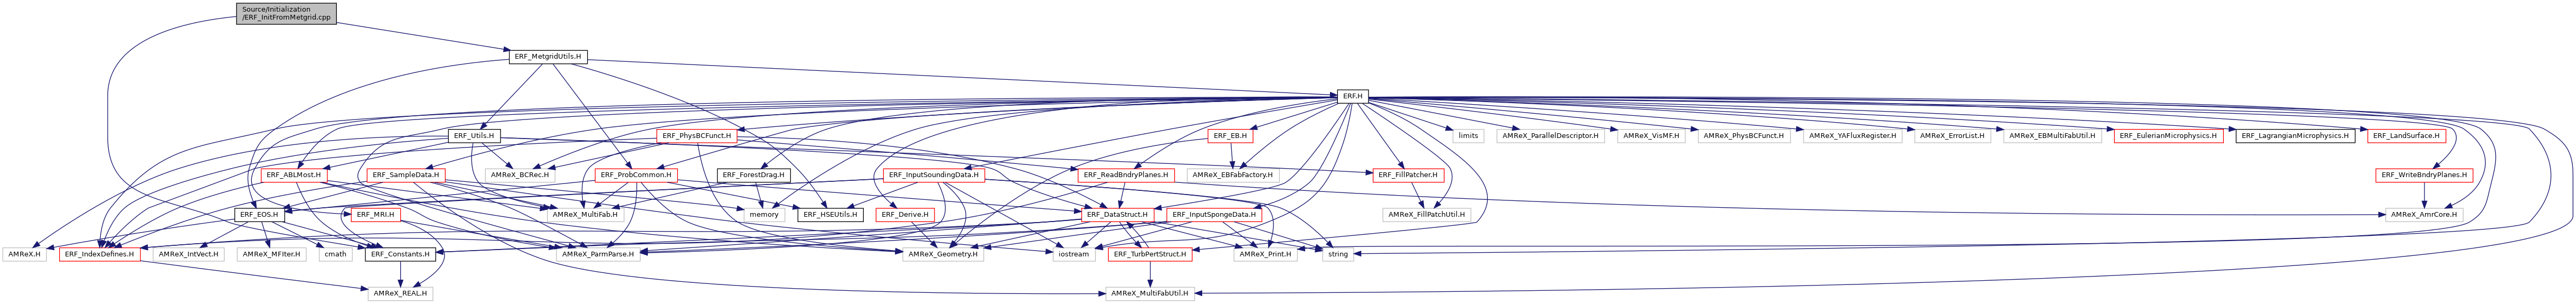 Source/Initialization
/ERF_InitFromMetgrid.cpp
ERF_MetgridUtils.H
ERF.H
ERF_Utils.H
ERF_PhysBCFunct.H
ERF_EB.H
limits
AMReX_ParallelDescriptor.H
AMReX_VisMF.H
AMReX_PhysBCFunct.H
AMReX_YAFluxRegister.H
AMReX_ErrorList.H
AMReX_EBMultiFabUtil.H
ERF_EulerianMicrophysics.H
ERF_LagrangianMicrophysics.H
ERF_LandSurface.H
ERF_ABLMost.H
ERF_SampleData.H
AMReX_BCRec.H
ERF_ProbCommon.H
ERF_ForestDrag.H
ERF_InputSoundingData.H
ERF_ReadBndryPlanes.H
AMReX_EBFabFactory.H
ERF_FillPatcher.H
ERF_WriteBndryPlanes.H
ERF_EOS.H
ERF_MRI.H
AMReX_MultiFab.H
memory
ERF_HSEUtils.H
ERF_Derive.H
ERF_DataStruct.H
ERF_InputSpongeData.H
AMReX_FillPatchUtil.H
AMReX_AmrCore.H
AMReX.H
ERF_IndexDefines.H
AMReX_IntVect.H
AMReX_MFIter.H
cmath
ERF_Constants.H
AMReX_ParmParse.H
AMReX_Geometry.H
iostream
ERF_TurbPertStruct.H
AMReX_Print.H
string
AMReX_REAL.H
AMReX_MultiFabUtil.H